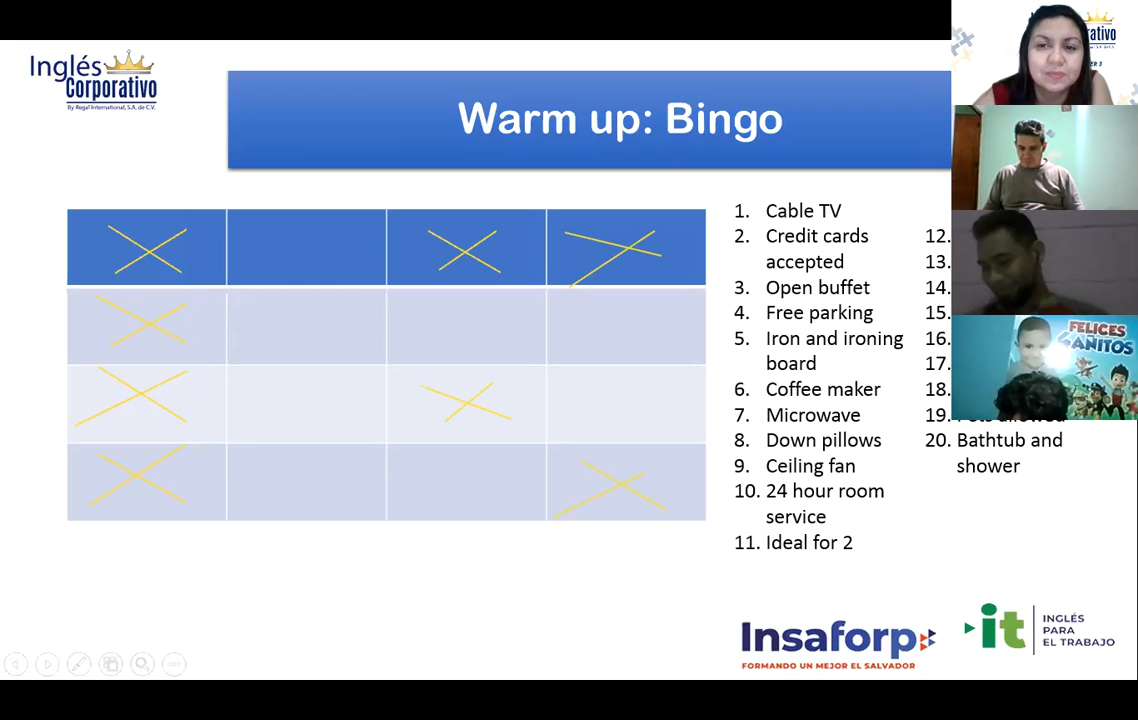 Inglés
Corporativo
By Regal International, S.A. de C.V.
Warm up: Bingo
1. Cable TV
2. Credit cards
accepted
3. Open buffet
4. Free parking
5. Iron and ironing
board
6. Coffee maker
7. Microwave
8. Down pillows
9. Ceiling fan
10. 24 hour room
service
11. Ideal for 2
12.
13.
14.
15.
16.
17.
18.
19.
20. Bathtub and
shower
FELICES
AÑITOS
Insaforp
FORMANDO UN MEJOR EL SALVADOR
it
INGLÉS
PARA
EL TRABAJO